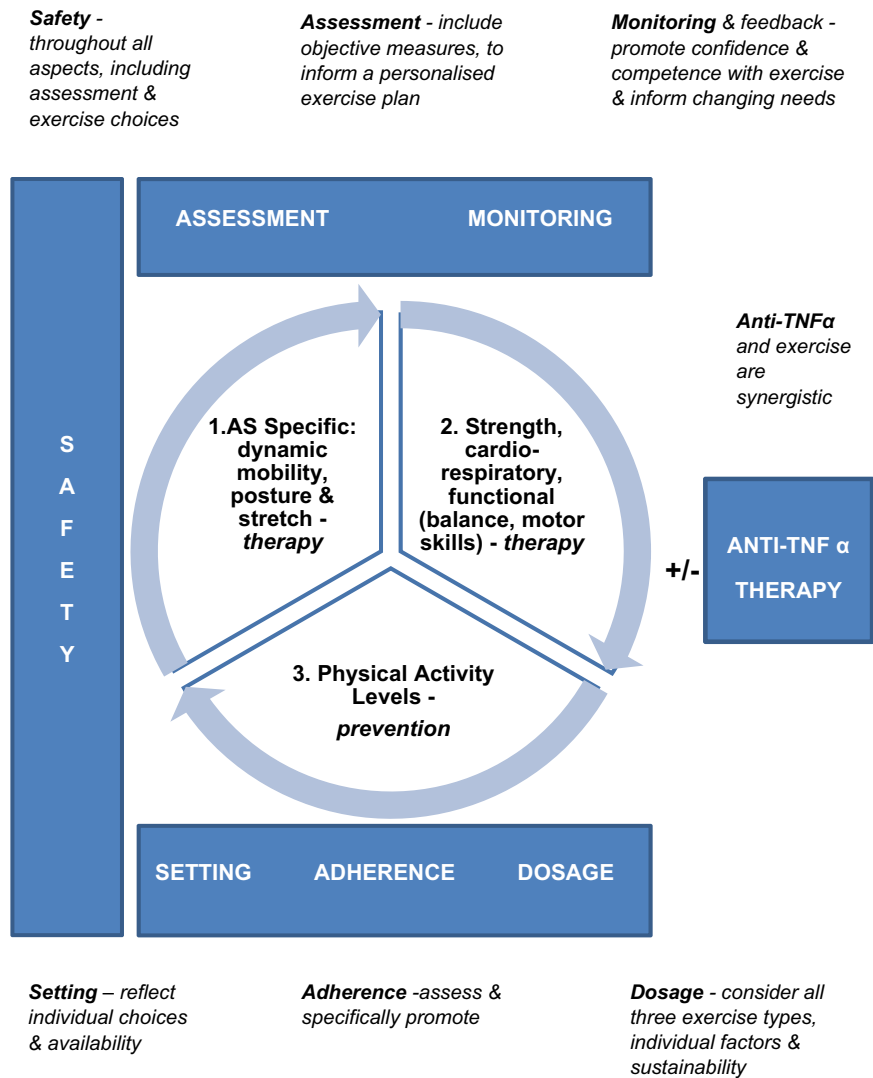 Safety -
throughout all
aspects, including
assessment &
exercise choices
Assessment - include
objective measures, to
inform a personalised
exercise plan
Monitoring & feedback -
promote confidence &
competence with exercise
& inform changing needs
S
A
F
E
T
Y
ASSESSMENT
MONITORING
1.AS Specific:
dynamic
mobility,
posture &
stretch -
therapy
2. Strength,
cardio-
respiratory,
functional
(balance, motor
skills) - therapy
3. Physical Activity
Levels -
prevention
Anti-TNFα
and exercise
are
synergistic
+/-
ANTI-TNF α
THERAPY
SETTING
ADHERENCE
DOSAGE
Setting – reflect
individual choices
& availability
Adherence -assess &
specifically promote
Dosage - consider all
three exercise types,
individual factors &
sustainability